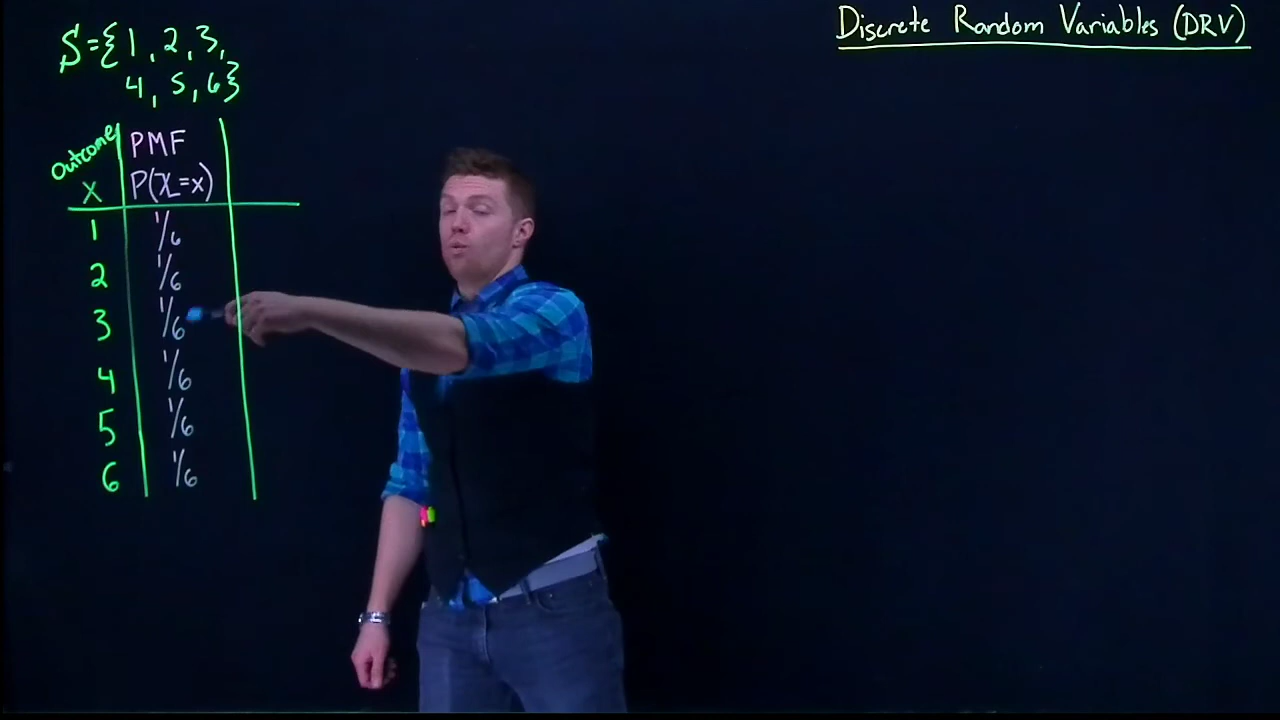 Discrete Random Variables (DRV)
S={1, 2, 3,
4, 5, 6}
Outcome PMF
x P(X=x)
1 1/6
2 1/6
3 1/6
4 1/6
5 1/6
6 1/6